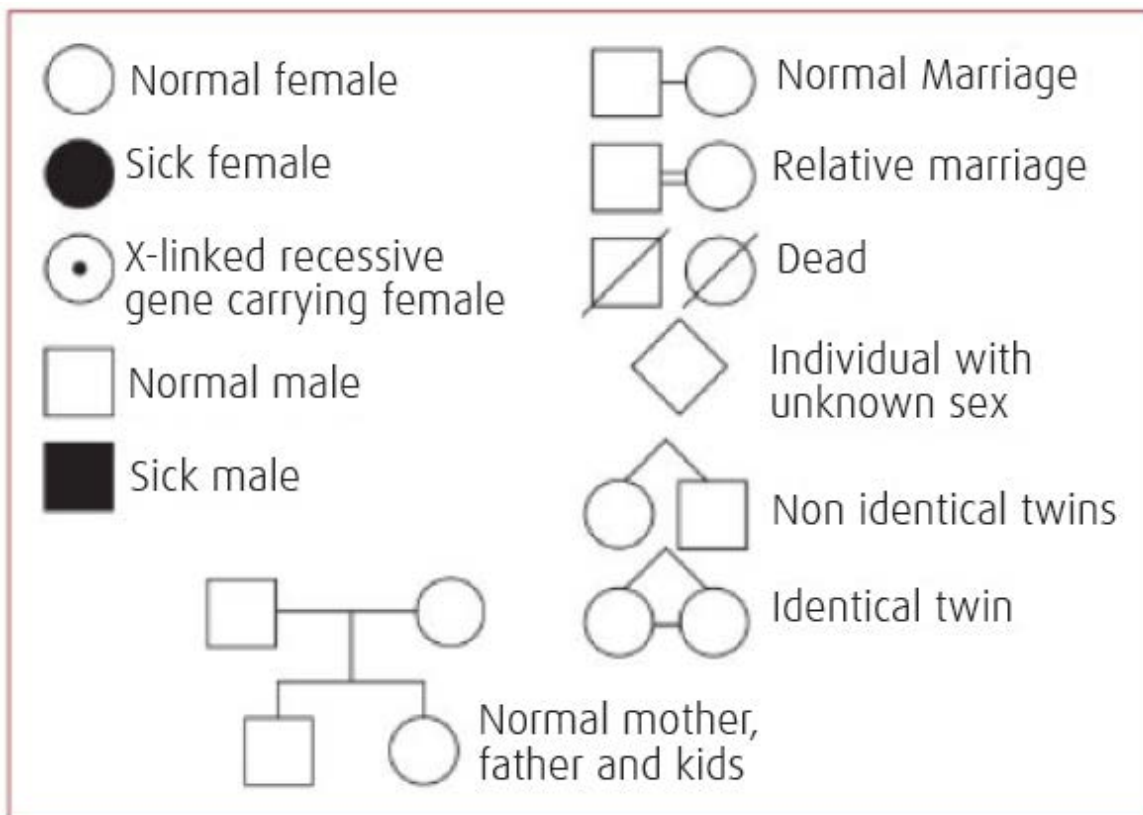 Normal female
Sick female
X-linked recessive
gene carrying female
Normal male
Sick male
Normal Marriage
Relative marriage
Dead
Individual with
unknown sex
Non identical twins
Identical twin
Normal mother,
father and kids